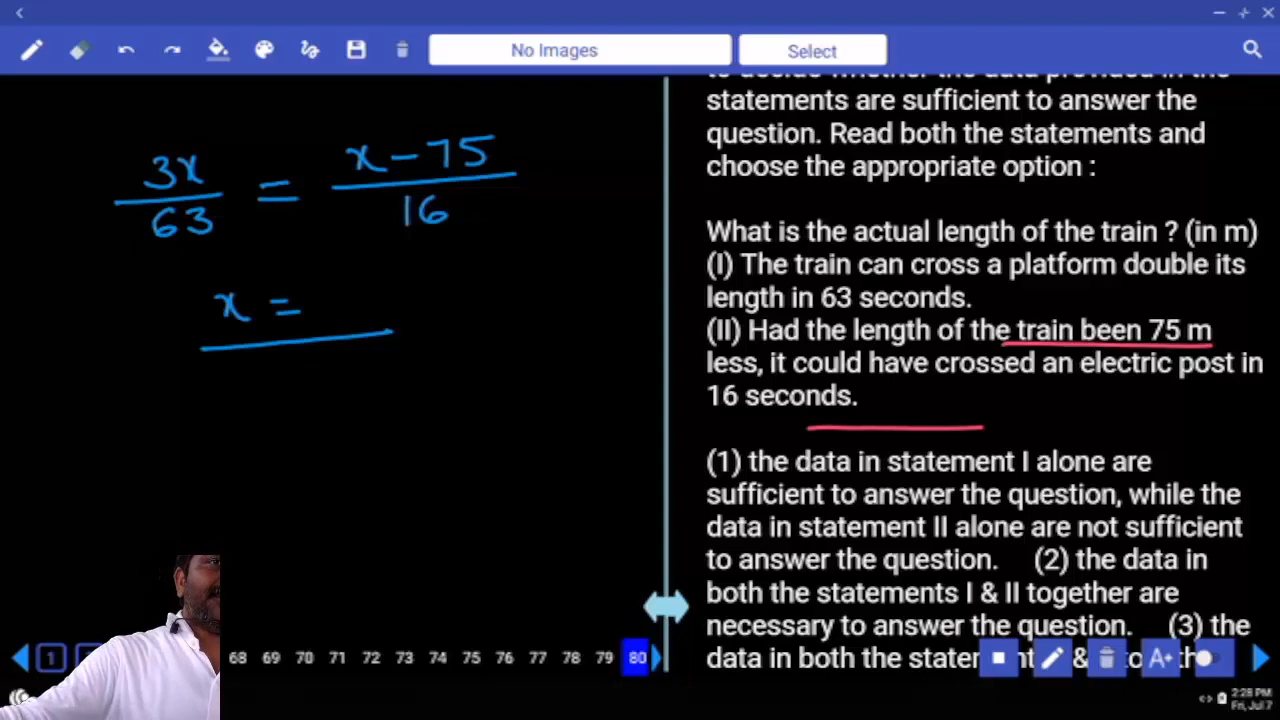 No Images
Select
3x
63
=
x - 75
16
x =
statements are sufficient to answer the
question. Read both the statements and
choose the appropriate option :
What is the actual length of the train ? (in m)
(I) The train can cross a platform double its
length in 63 seconds.
(II) Had the length of the train been 75 m
less, it could have crossed an electric post in
16 seconds.
(1) the data in statement I alone are
sufficient to answer the question, while the
data in statement II alone are not sufficient
to answer the question. (2) the data in
both the statements I & II together are
necessary to answer the question. (3) the
data in both the
1 68 69 70 71 72 73 74 75 76 77 78 79 80
A+
2:28 PM
Fri, Jul 7